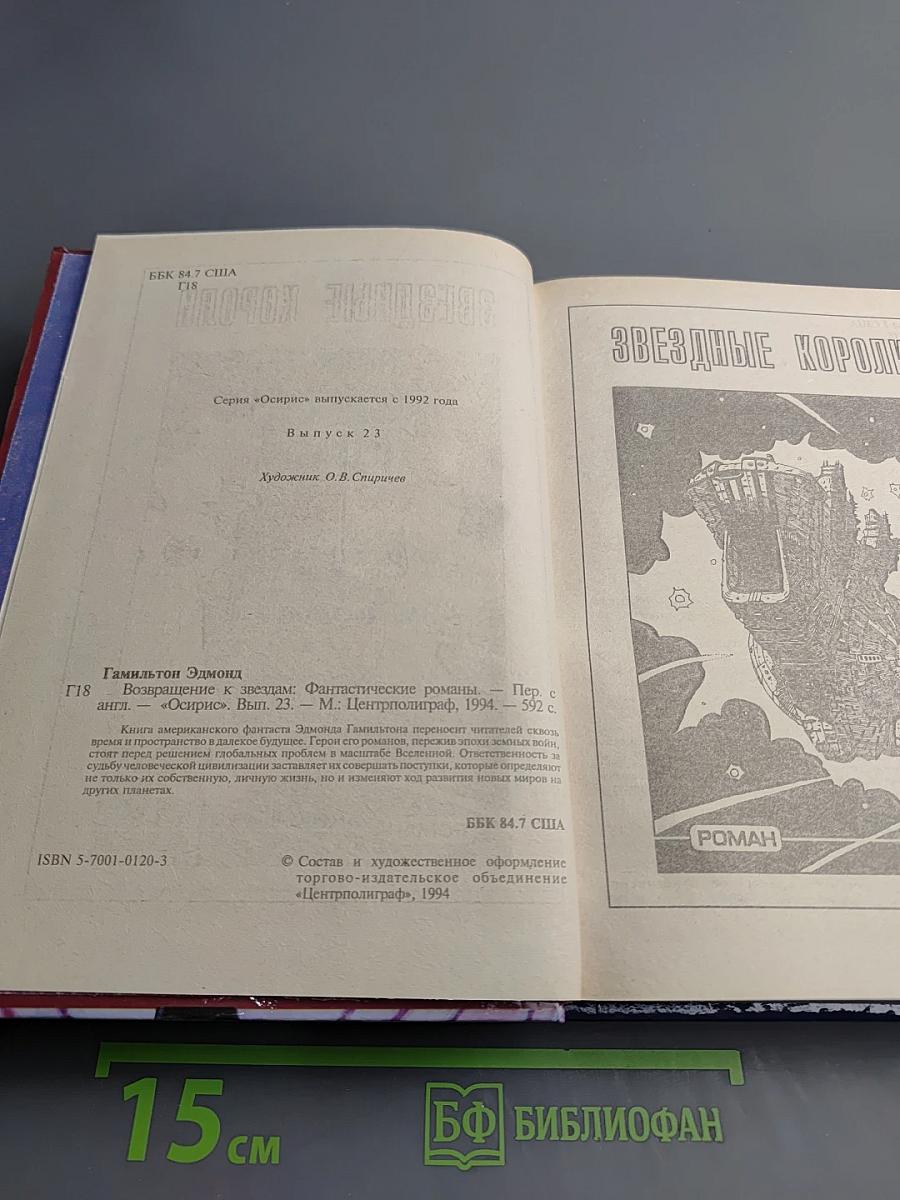 ББК 84.7 США
Г18
Серия «Осирис» выпускается с 1992 года
Выпуск 23
Художник О.В.Спиричев
Гамильтон Эдмонд
Г18 Возвращение к звездам: Фантастические романы. — Пер. с
англ. — «Осирис». Вып. 23. — М.: Центрполиграф, 1994. — 592 с.
Книга американского фантаста Эдмонда Гамильтона переносит читателей сквозь
время и пространство в далекое будущее. Герои его романов, пережив эпохи земных войн,
стоят перед решением глобальных проблем в масштабе Вселенной. Ответственность за
судьбу человеческой цивилизации заставляет их совершать поступки, которые определяют
не только их собственную, личную жизнь, но и изменяют ход развития новых миров на
других планетах.
ББК 84.7 США
ISBN 5-7001-0120-3
© Состав и художественное оформление
торгово-издательское объединение
«Центрполиграф», 1994
ЗВЕЗДНЫЕ КОРОЛИ
РОМАН
15 см
БФ БИБЛИОФАН